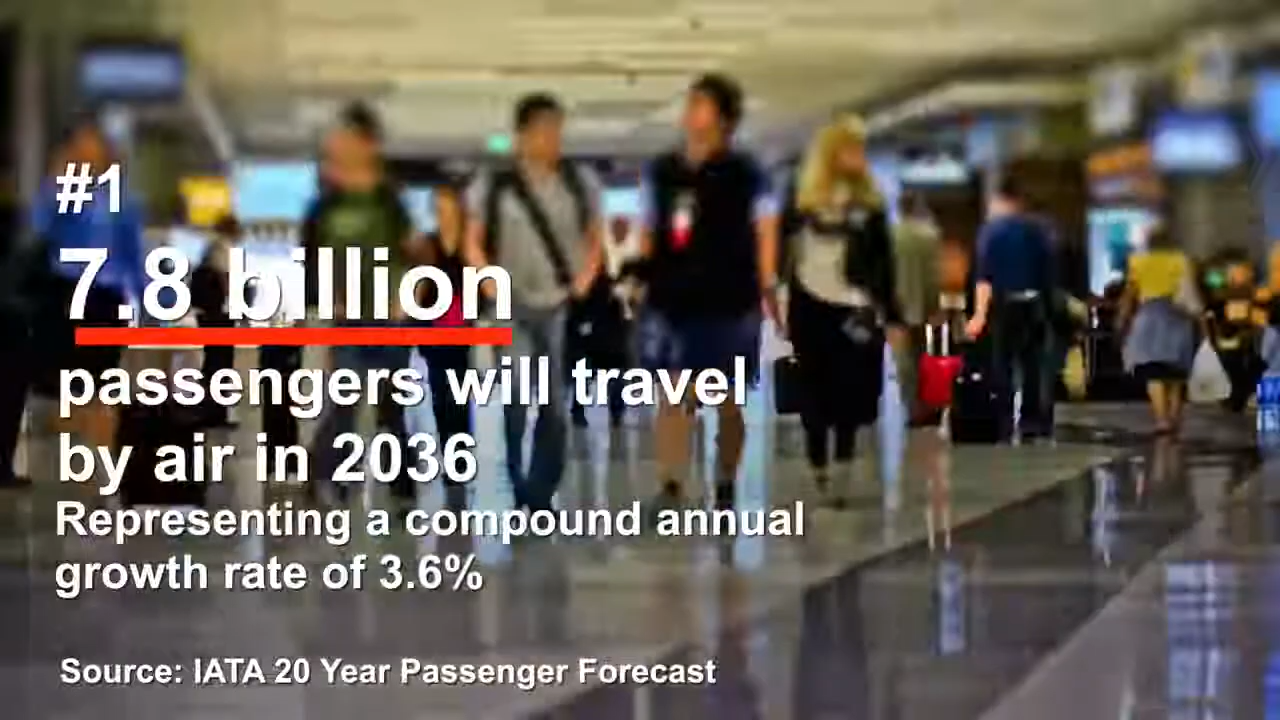 #1
7.8 billion
passengers will travel
by air in 2036
Representing a compound annual
growth rate of 3.6%
Source: IATA 20 Year Passenger Forecast